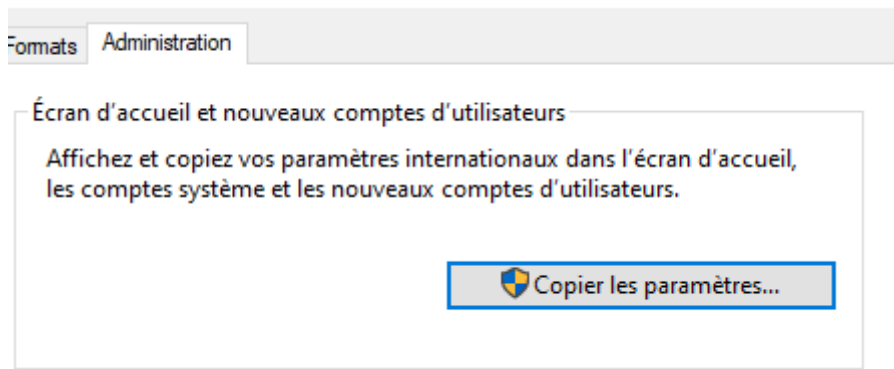 Formats Administration
Écran d'accueil et nouveaux comptes d'utilisateurs
Affichez et copiez vos paramètres internationaux dans l'écran d'accueil,
les comptes système et les nouveaux comptes d'utilisateurs.
Copier les paramètres...